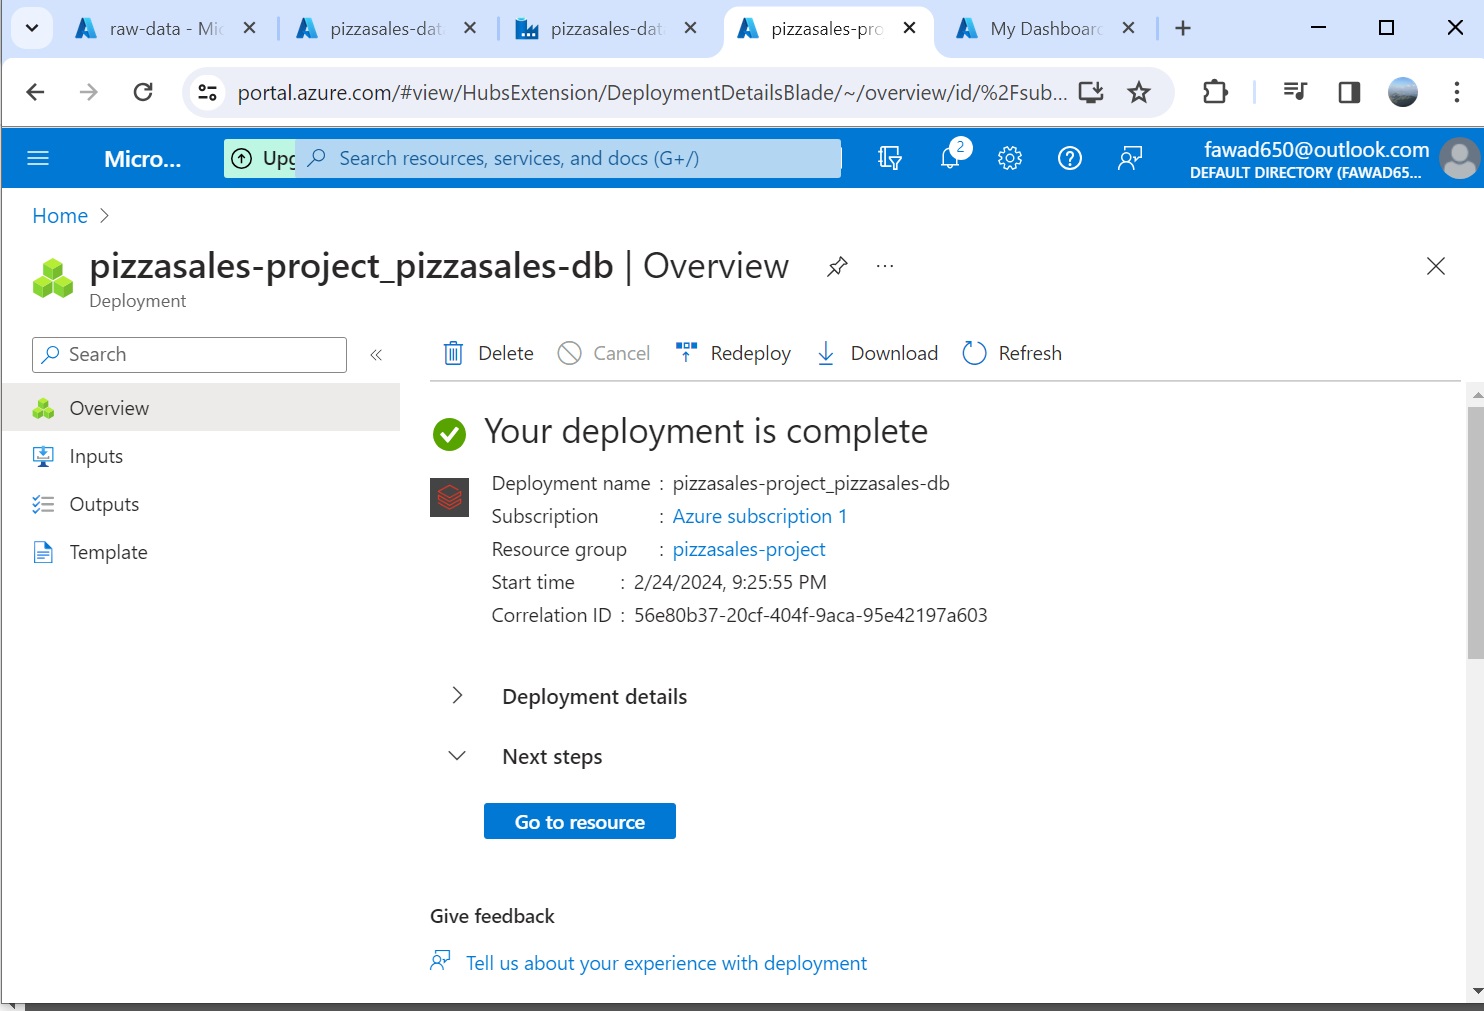 raw-data - Mic
pizzasales-dat
pizzasales-dat
pizzasales-pro
My Dashboard
portal.azure.com/#view/HubsExtension/DeploymentDetailsBlade/~/overview/id/%2Fsub...
Micro...
Upg
Search resources, services, and docs (G+/)
2
fawad650@outlook.com
DEFAULT DIRECTORY (FAWAD65...
Home
pizzasales-project_pizzasales-db | Overview
Deployment
Search
Delete
Cancel
Redeploy
Download
Refresh
Overview
Inputs
Outputs
Template
Your deployment is complete
Deployment name : pizzasales-project_pizzasales-db
Subscription : Azure subscription 1
Resource group : pizzasales-project
Start time : 2/24/2024, 9:25:55 PM
Correlation ID : 56e80b37-20cf-404f-9aca-95e42197a603
Deployment details
Next steps
Go to resource
Give feedback
Tell us about your experience with deployment